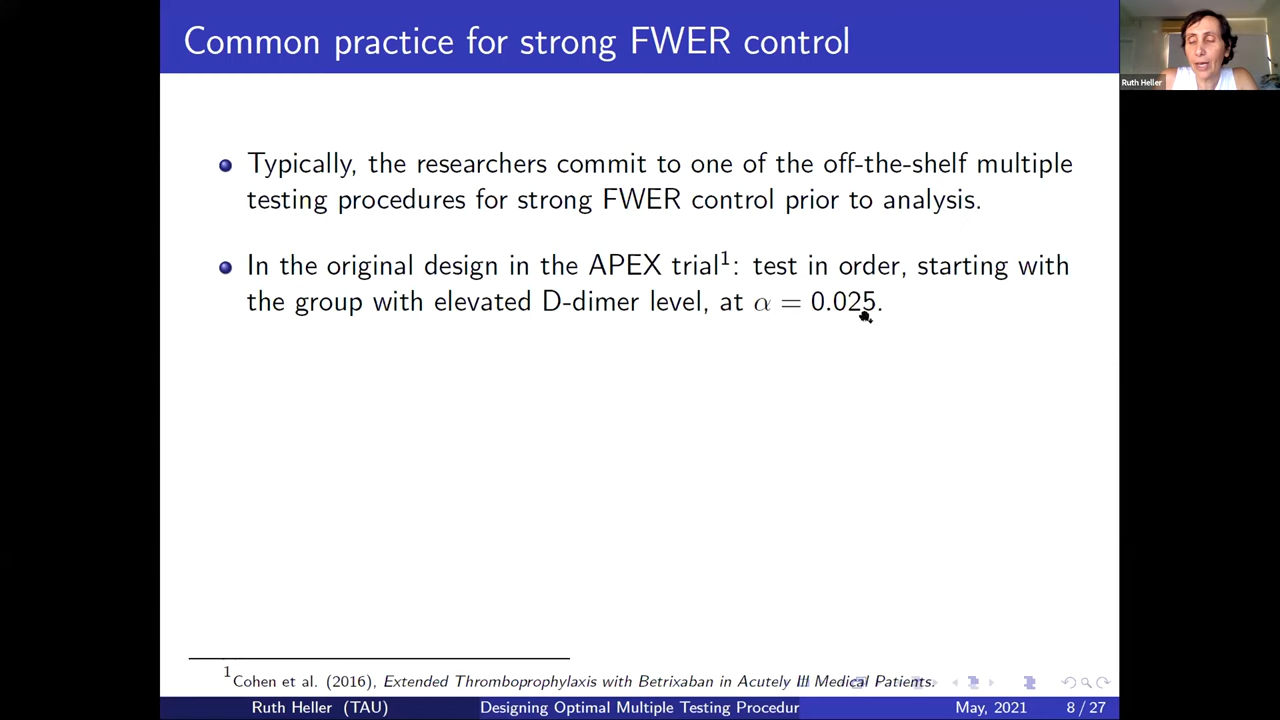 Common practice for strong FWER control
Ruth Heller
Typically, the researchers commit to one of the off-the-shelf multiple
testing procedures for strong FWER control prior to analysis.
In the original design in the APEX trial¹: test in order, starting with
the group with elevated D-dimer level, at α = 0.025.
¹Cohen et al. (2016), Extended Thromboprophylaxis with Betrixaban in Acutely Ill Medical Patients.
Ruth Heller (TAU) Designing Optimal Multiple Testing Procedur May, 2021 8 / 27